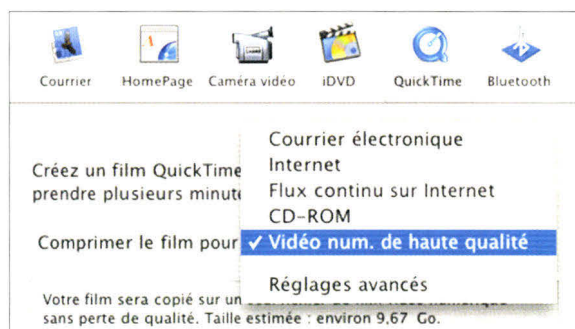 Courrier HomePage Caméra vidéo iDVD QuickTime Bluetooth
Courrier électronique
Internet
Créez un film QuickTime
Flux continu sur Internet
prendre plusieurs minute
CD-ROM
Comprimer le film pour ✓ Vidéo num. de haute qualité
Réglages avancés
Votre film sera copié sur un
sans perte de qualité. Taille estimée : environ 9,67 Go.